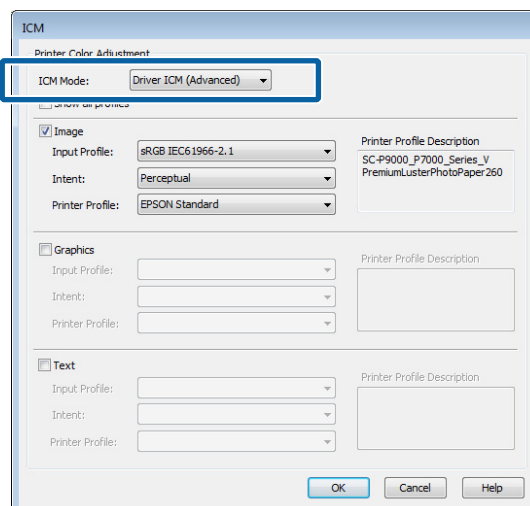 ICM
Printer Color Adjustment
ICM Mode: Driver ICM (Advanced)
Show all profiles
Image
Input Profile: sRGB IEC61966-2.1
Intent: Perceptual
Printer Profile: EPSON Standard
Printer Profile Description
SC-P9000_P7000_Series_V
PremiumLusterPhotoPaper260
Graphics
Input Profile:
Intent:
Printer Profile:
Printer Profile Description
Text
Input Profile:
Intent:
Printer Profile:
Printer Profile Description
OK Cancel Help